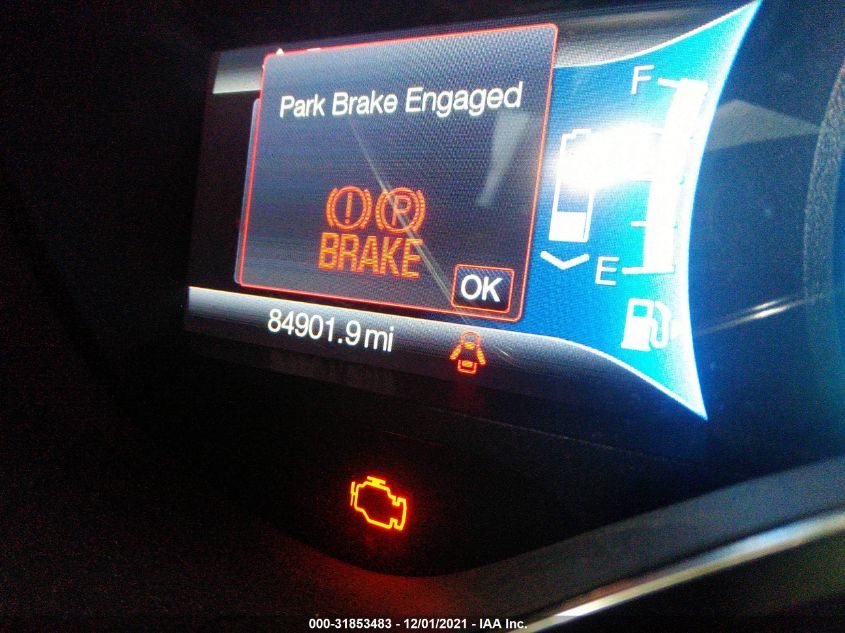 Park Brake Engaged
F
(!) (P)
BRAKE
E
OK
84901.9 mi
000-31853483 - 12/01/2021 - IAA Inc.